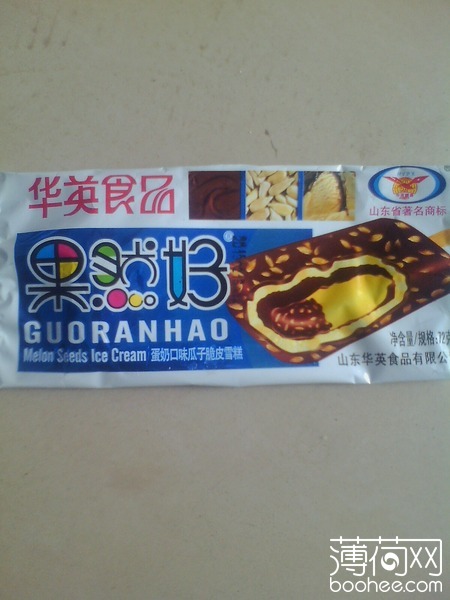 华英食品
山东省著名商标
果然好®
GUORANHAO
Melon Seeds Ice Cream 蛋奶口味瓜子脆皮雪糕
净含量/规格:72克
山东华英食品有限公
薄荷网
boohee.com